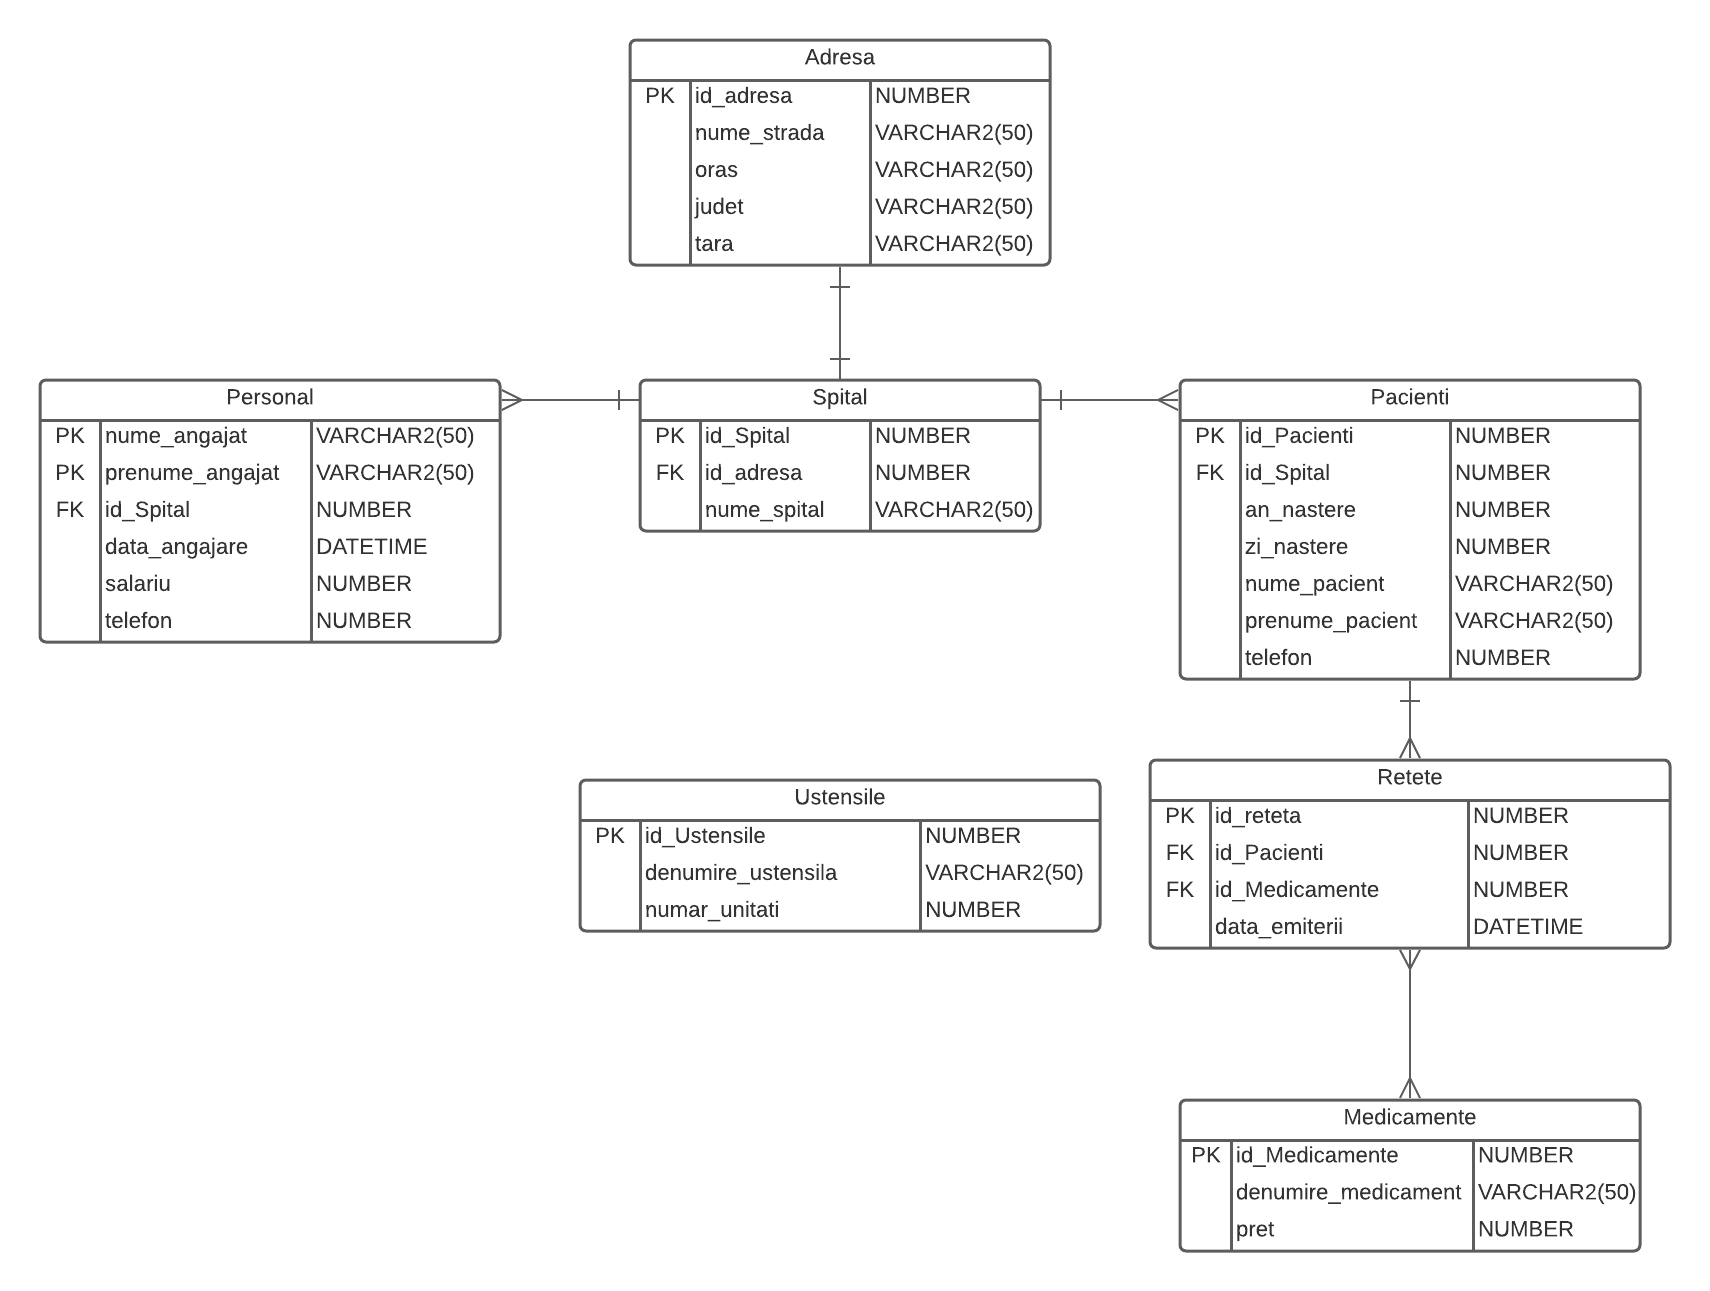 Adresa
PK id_adresa NUMBER
nume_strada VARCHAR2(50)
oras VARCHAR2(50)
judet VARCHAR2(50)
tara VARCHAR2(50)
Personal
PK nume_angajat VARCHAR2(50)
PK prenume_angajat VARCHAR2(50)
FK id_Spital NUMBER
data_angajare DATETIME
salariu NUMBER
telefon NUMBER
Spital
PK id_Spital NUMBER
FK id_adresa NUMBER
nume_spital VARCHAR2(50)
Pacienti
PK id_Pacienti NUMBER
FK id_Spital NUMBER
an_nastere NUMBER
zi_nastere NUMBER
nume_pacient VARCHAR2(50)
prenume_pacient VARCHAR2(50)
telefon NUMBER
Ustensile
PK id_Ustensile NUMBER
denumire_ustensila VARCHAR2(50)
numar_unitati NUMBER
Retete
PK id_reteta NUMBER
FK id_Pacienti NUMBER
FK id_Medicamente NUMBER
data_emiterii DATETIME
Medicamente
PK id_Medicamente NUMBER
denumire_medicament VARCHAR2(50)
pret NUMBER